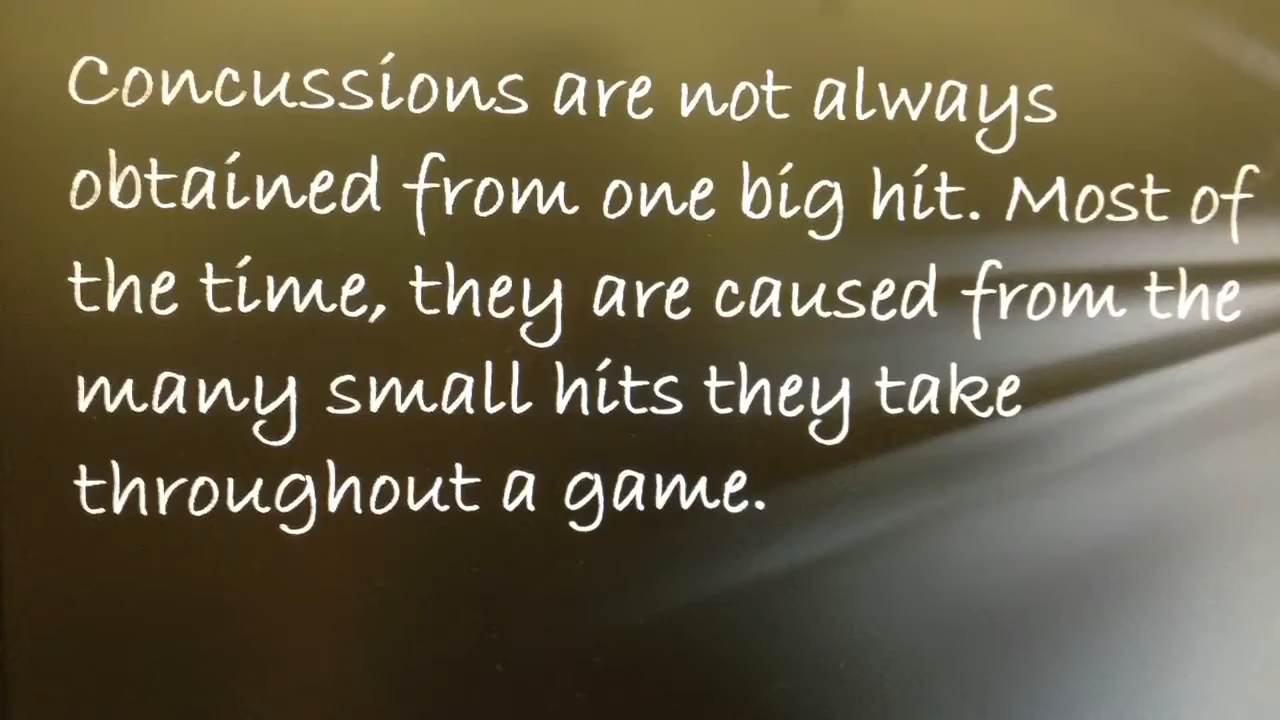 Concussions are not always
obtained from one big hit. Most of
the time, they are caused from the
many small hits they take
throughout a game.